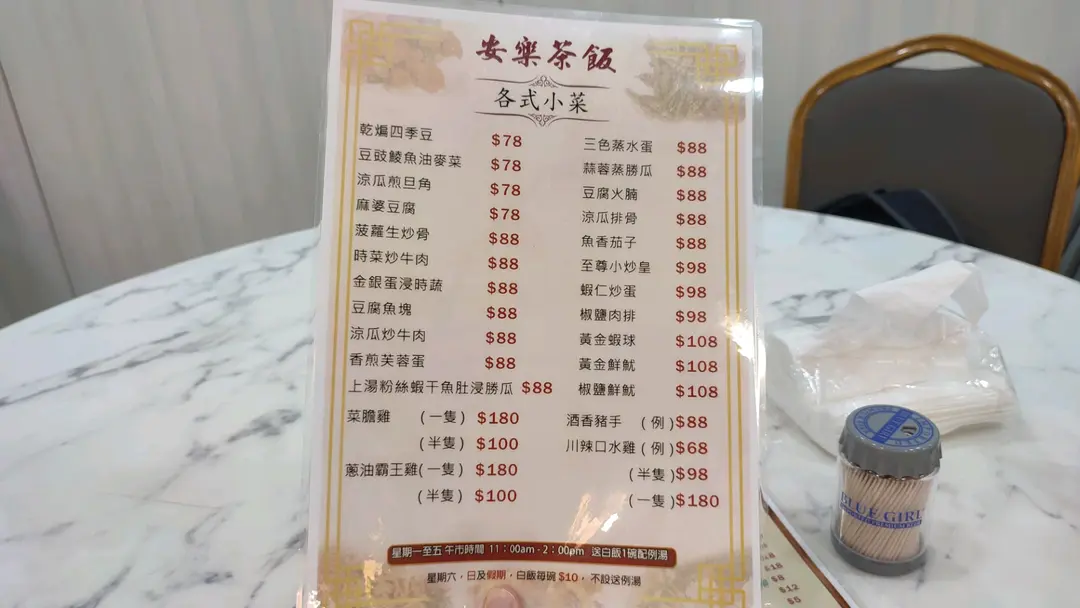 安樂茶飯
各式小菜
乾煸四季豆 $78
豆豉鯪魚油麥菜 $78
涼瓜煎旦角 $78
麻婆豆腐 $78
菠蘿生炒骨 $88
時菜炒牛肉 $88
金銀蛋浸時蔬 $88
豆腐魚塊 $88
涼瓜炒牛肉 $88
香煎芙蓉蛋 $88
上湯粉絲蝦干魚肚浸勝瓜 $88
菜膽雞 (一隻) $180
(半隻) $100
蔥油霸王雞(一隻) $180
(半隻) $100
三色蒸水蛋 $88
蒜蓉蒸勝瓜 $88
豆腐火腩 $88
涼瓜排骨 $88
魚香茄子 $88
至尊小炒皇 $98
蝦仁炒蛋 $98
椒鹽肉排 $98
黃金蝦球 $108
黃金鮮魷 $108
椒鹽鮮魷 $108
酒香豬手 (例)$88
川辣口水雞(例)$68
(半隻)$98
(一隻)$180
星期一至五 午市時間 11：00am - 2：00pm 送白飯1碗配例湯
星期六，日及假期，白飯每碗 $10， 不設送例湯
BLUE GIRL
$18
$12
$5